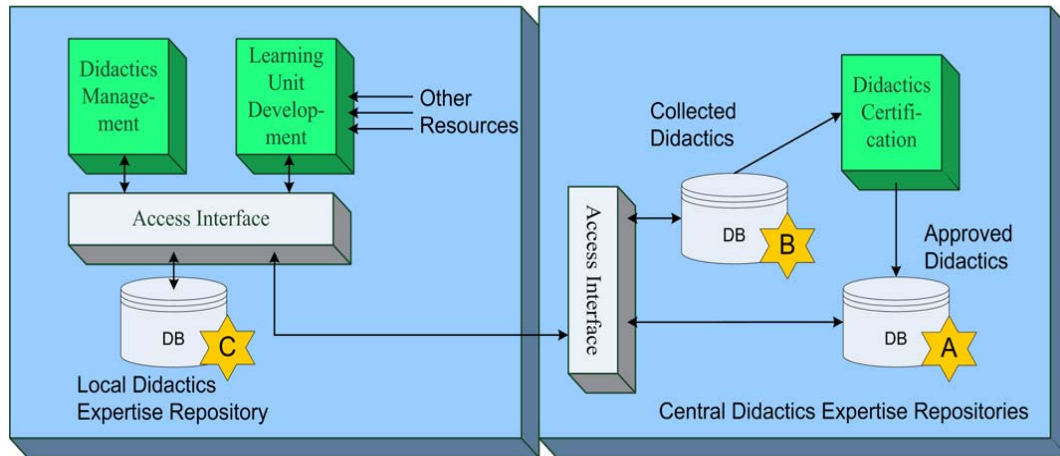 Didactics
Manage-
ment
Learning
Unit
Develop-
ment
Other
Resources
Access Interface
DB
C
Local Didactics
Expertise Repository
Collected
Didactics
Didactics
Certifi-
cation
Access Interface
DB
B
Approved
Didactics
DB
A
Central Didactics Expertise Repositories